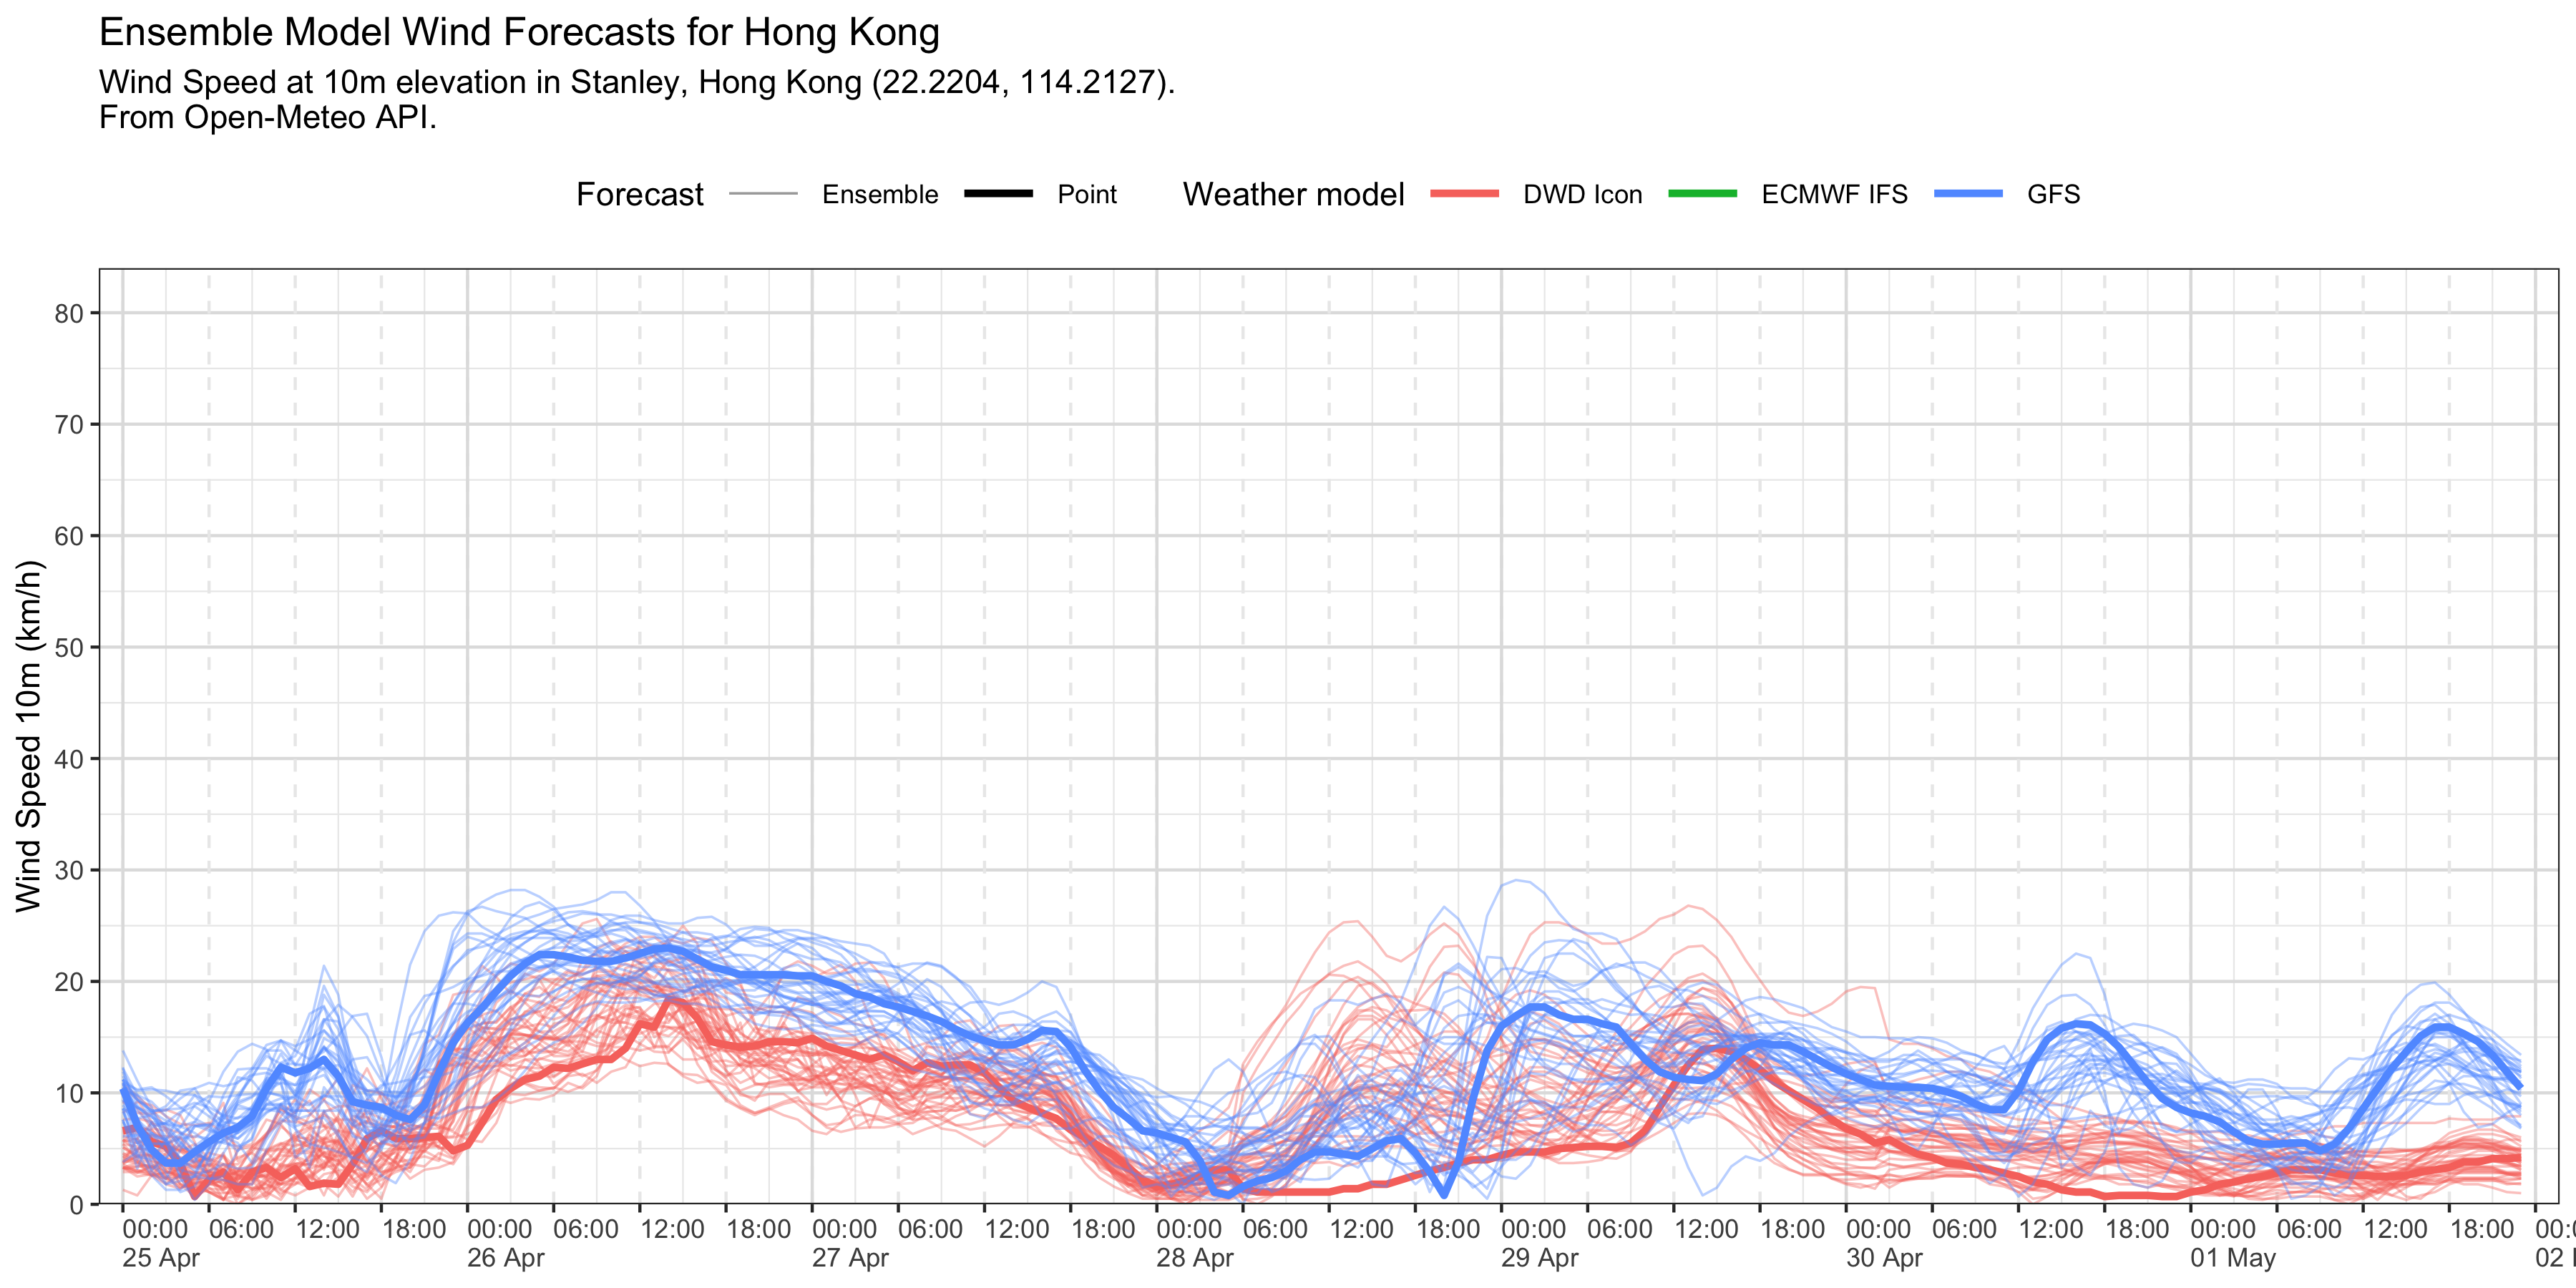 Ensemble Model Wind Forecasts for Hong Kong
Wind Speed at 10m elevation in Stanley, Hong Kong (22.2204, 114.2127).
From Open-Meteo API.
Forecast Ensemble Point Weather model DWD Icon ECMWF IFS GFS
Wind Speed 10m (km/h)
80
70
60
50
40
30
20
10
0
00:00 06:00 12:00 18:00 00:00 06:00 12:00 18:00 00:00 06:00 12:00 18:00 00:00 06:00 12:00 18:00 00:00 06:00 12:00 18:00 00:00 06:00 12:00 18:00 00:00 06:00 12:00 18:00
25 Apr 26 Apr 27 Apr 28 Apr 29 Apr 30 Apr 01 May 02